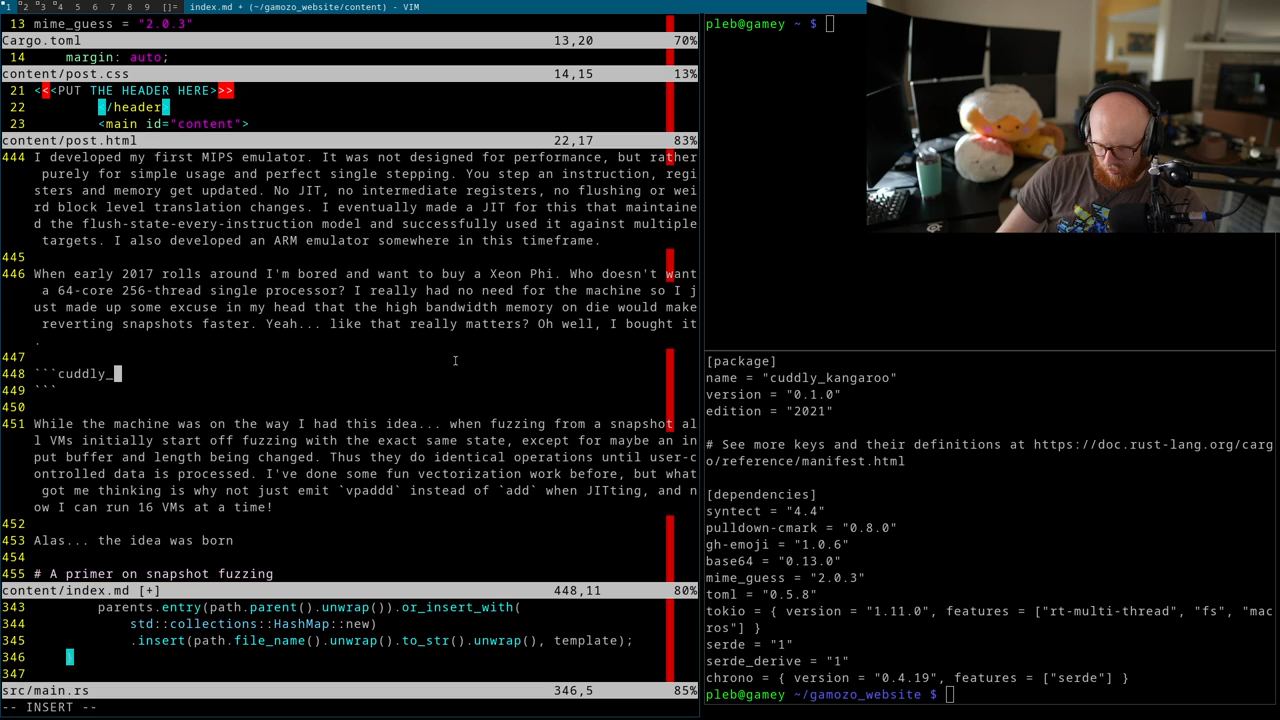 1 2 3 4 5 6 7 8 9 []= index.md + (~/gamozo_website/content) - VIM
13 mime_guess = "2.0.3"
Cargo.toml 13,20 70%
14 margin: auto;
content/post.css 14,15 13%
21 <<<PUT THE HEADER HERE>>>
22 </header>
23 <main id="content">
content/post.html 22,17 83%
444 I developed my first MIPS emulator. It was not designed for performance, but rather
purely for simple usage and perfect single stepping. You step an instruction, regi
sters and memory get updated. No JIT, no intermediate registers, no flushing or wei
rd block level translation changes. I eventually made a JIT for this that maintaine
d the flush-state-every-instruction model and successfully used it against multiple
targets. I also developed an ARM emulator somewhere in this timeframe.
445
446 When early 2017 rolls around I'm bored and want to buy a Xeon Phi. Who doesn't want
a 64-core 256-thread single processor? I really had no need for the machine so I j
ust made up some excuse in my head that the high bandwidth memory on die would make
reverting snapshots faster. Yeah... like that really matters? Oh well, I bought it
.
447
448 ```cuddly_
449 ```
450
451 While the machine was on the way I had this idea... when fuzzing from a snapshot al
l VMs initially start off fuzzing with the exact same state, except for maybe an in
put buffer and length being changed. Thus they do identical operations until user-c
ontrolled data is processed. I've done some fun vectorization work before, but what
got me thinking is why not just emit `vpaddd` instead of `add` when JITting, and n
ow I can run 16 VMs at a time!
452
453 Alas... the idea was born
454
455 # A primer on snapshot fuzzing
content/index.md [+] 448,11 80%
343 parents.entry(path.parent().unwrap()).or_insert_with(
344 std::collections::HashMap::new)
345 .insert(path.file_name().unwrap().to_str().unwrap(), template);
346 }
347
src/main.rs 346,5 85%
-- INSERT --
pleb@gamey ~ $
[package]
name = "cuddly_kangaroo"
version = "0.1.0"
edition = "2021"
# See more keys and their definitions at https://doc.rust-lang.org/carg
o/reference/manifest.html
[dependencies]
syntect = "4.4"
pulldown-cmark = "0.8.0"
gh-emoji = "1.0.6"
base64 = "0.13.0"
mime_guess = "2.0.3"
toml = "0.5.8"
tokio = { version = "1.11.0", features = ["rt-multi-thread", "fs", "mac
ros"] }
serde = "1"
serde_derive = "1"
chrono = { version = "0.4.19", features = ["serde"] }
pleb@gamey ~/gamozo_website $